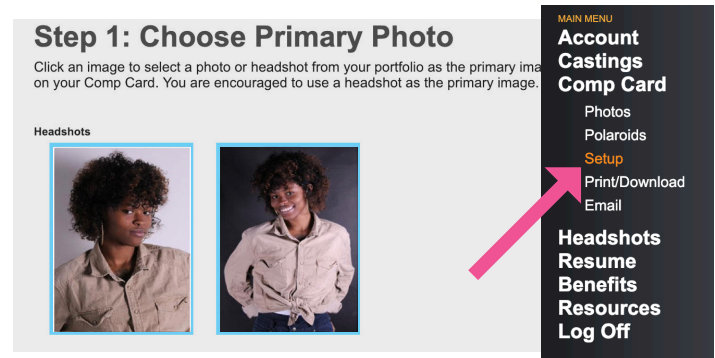 Step 1: Choose Primary Photo
Click an image to select a photo or headshot from your portfolio as the primary ima
on your Comp Card. You are encouraged to use a headshot as the primary image.
Headshots
MAIN MENU
Account
Castings
Comp Card
Photos
Polaroids
Setup
Print/Download
Email
Headshots
Resume
Benefits
Resources
Log Off